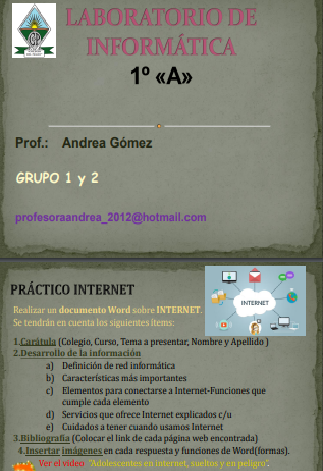 LABORATORIO DE
INFORMÁTICA
1º «A»
Prof.: Andrea Gómez
GRUPO 1 y 2
profesoraandrea_2012@hotmail.com
PRÁCTICO INTERNET
INTERNET
Realizar un documento Word sobre INTERNET.
Se tendrán en cuenta los siguientes ítems:
1.Carátula (Colegio, Curso, Tema a presentar, Nombre y Apellido )
2.Desarrollo de la información
a) Definición de red informática
b) Características más importantes
c) Elementos para conectarse a Internet-Funciones que
cumple cada elemento
d) Servicios que ofrece Internet explicados c/u
e) Cuidados a tener cuando usamos Internet
3.Bibliografía (Colocar el link de cada página web encontrada)
4.Insertar imágenes en cada respuesta y funciones de Word(formas).
Ver el video "Adolescentes en internet, sueltos y en peligro".